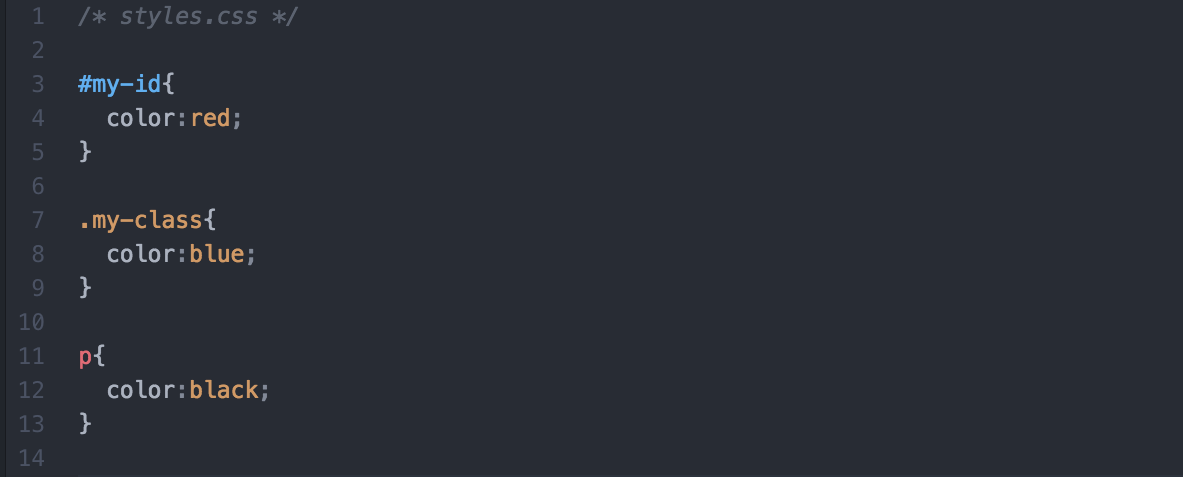 1 /* styles.css */
2
3 #my-id{
4   color:red;
5 }
6
7 .my-class{
8   color:blue;
9 }
10
11 p{
12   color:black;
13 }
14